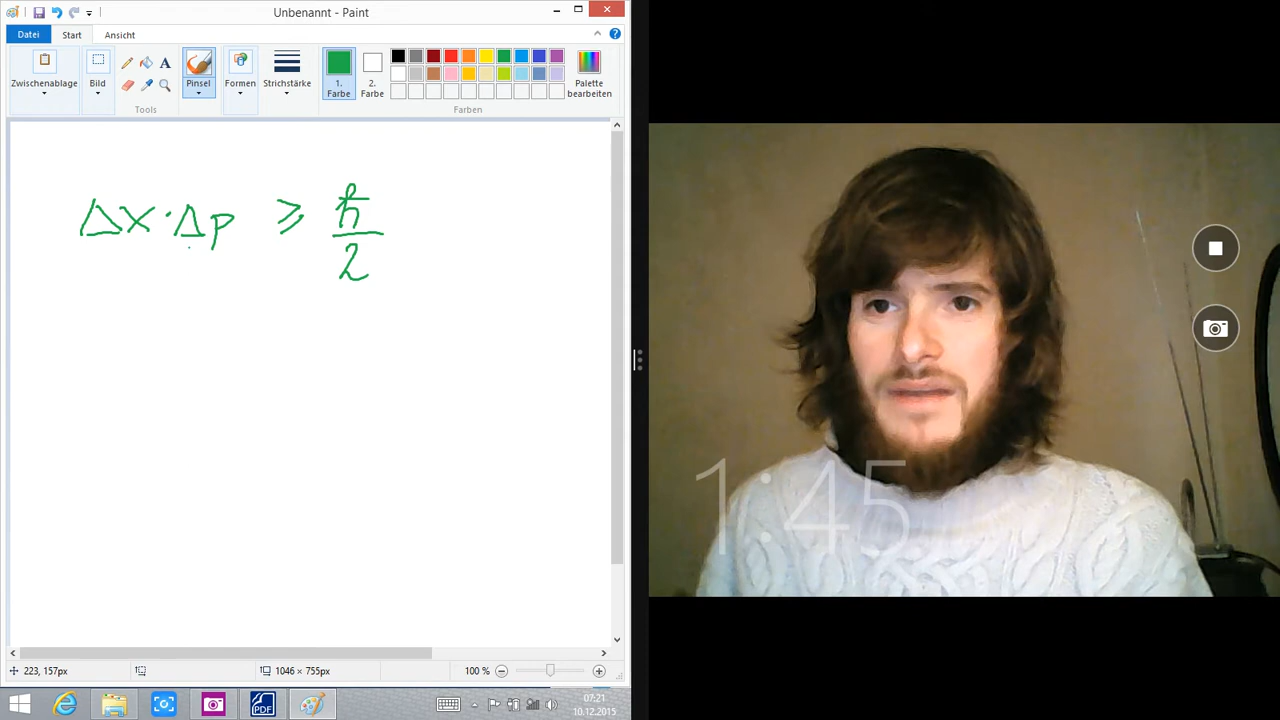 Unbenannt - Paint
Datei Start Ansicht
Zwischenablage
Bild
A
Tools
Pinsel
Formen
Strichstärke
1. Farbe
2. Farbe
Farben
Palette bearbeiten
Δx·Δp ≥ ħ/2
1:45
223, 157px
1046 × 755px
100 %
PDF
07:21
10.12.2015